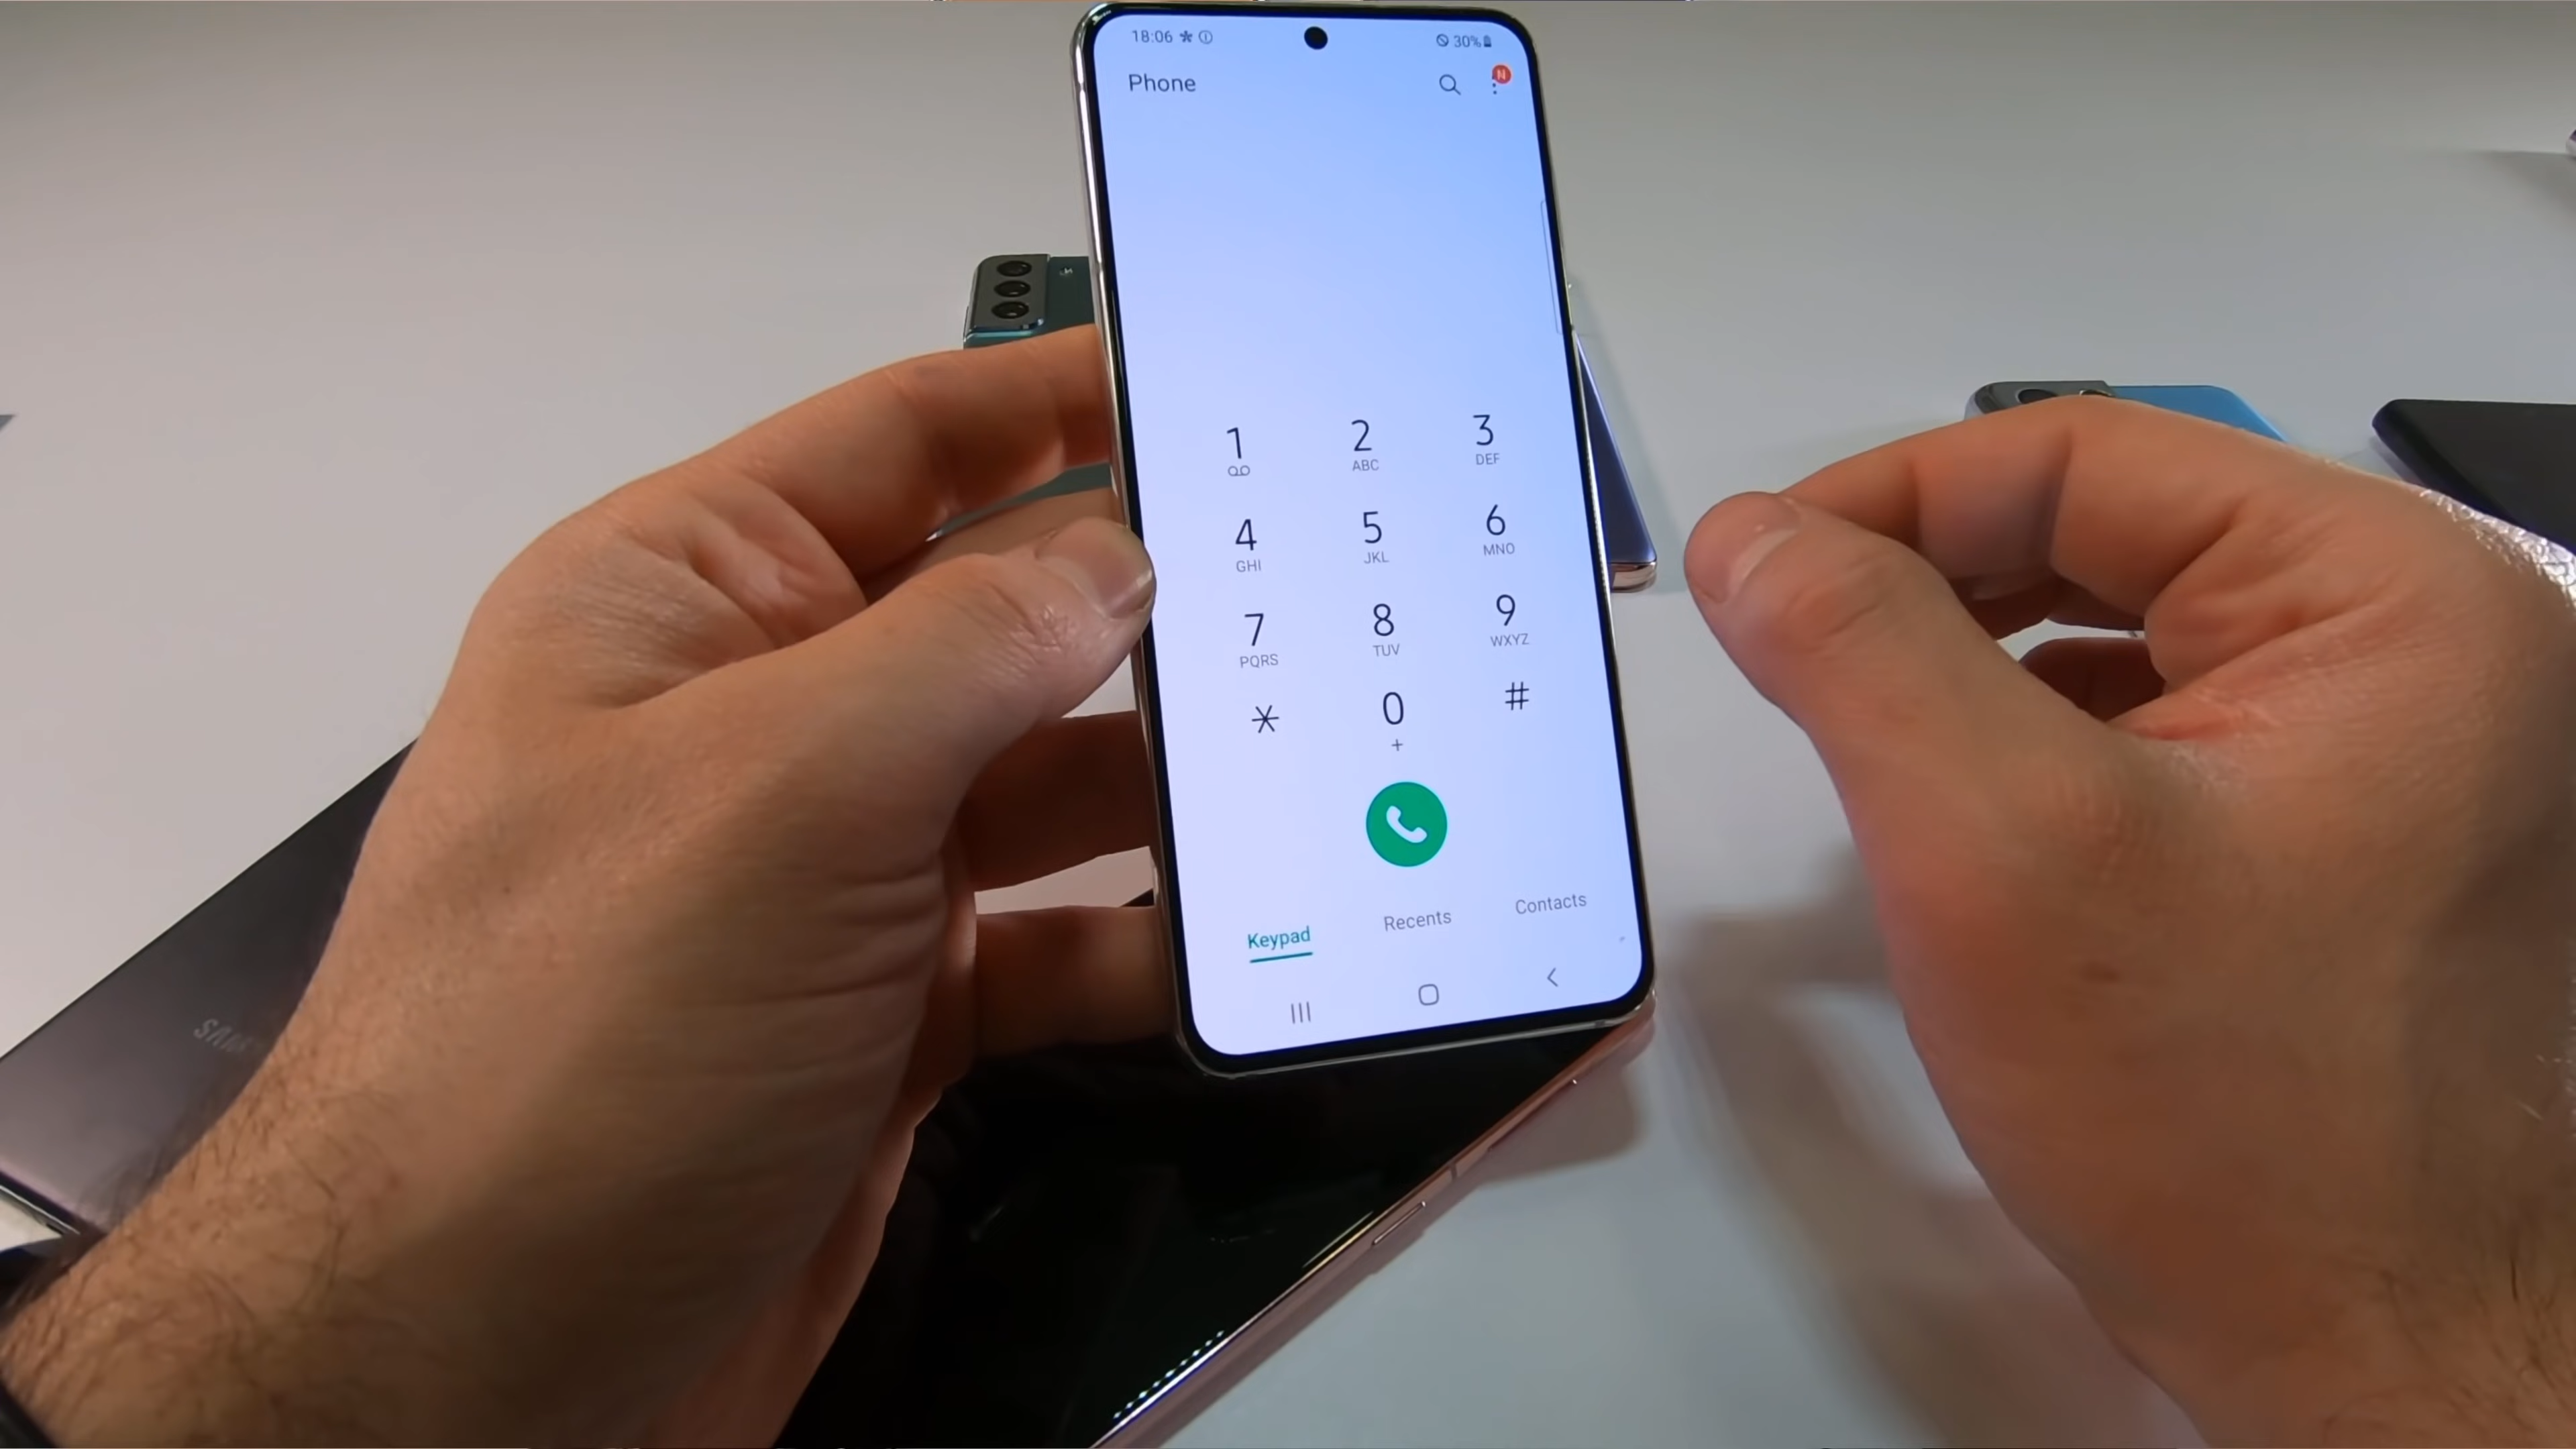 18:06
30%
Phone
N
1
2 ABC
3 DEF
4 GHI
5 JKL
6 MNO
7 PQRS
8 TUV
9 WXYZ
*
0 +
#
Keypad
Recents
Contacts